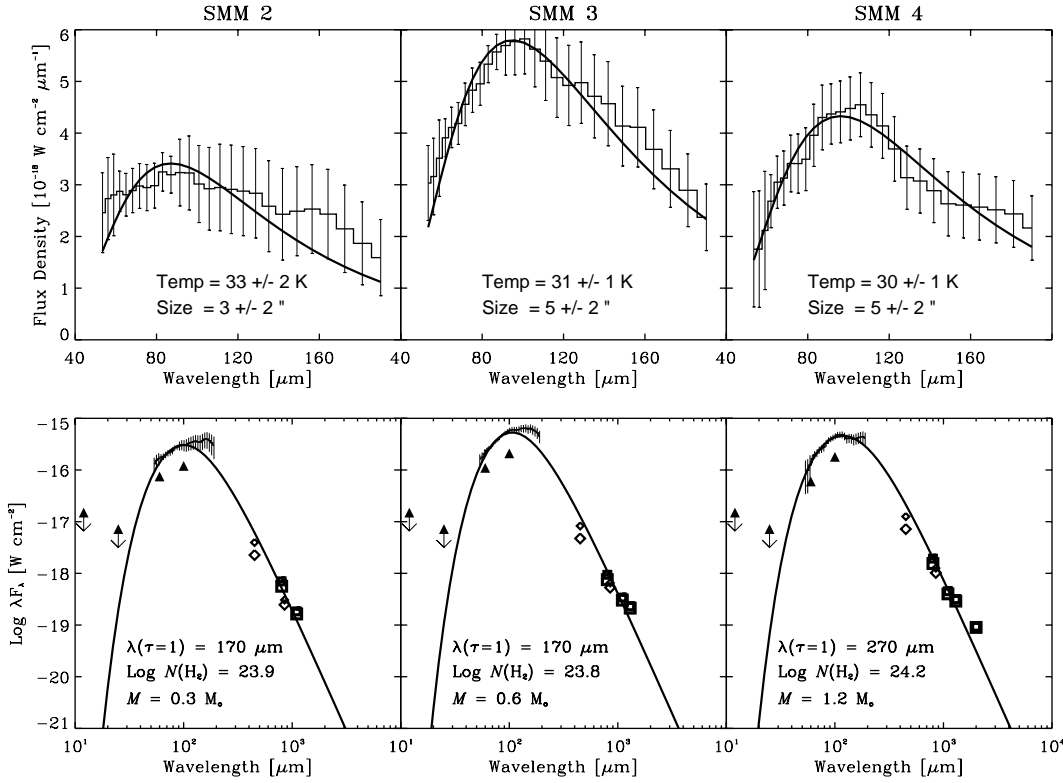 SMM 2 SMM 3 SMM 4
Flux Density [10⁻¹⁸ W cm⁻² μm⁻¹]
6
5
4
3
2
1
0
Temp = 33 +/- 2 K
Size = 3 +/- 2 "
Temp = 31 +/- 1 K
Size = 5 +/- 2 "
Temp = 30 +/- 1 K
Size = 5 +/- 2 "
40 80 120 160 40 80 120 160 40 80 120 160
Wavelength [μm] Wavelength [μm] Wavelength [μm]
Log λFλ [W cm⁻²]
-15
-16
-17
-18
-19
-20
-21
λ(τ=1) = 170 μm
Log N(H₂) = 23.9
M = 0.3 M₀
λ(τ=1) = 170 μm
Log N(H₂) = 23.8
M = 0.6 M₀
λ(τ=1) = 270 μm
Log N(H₂) = 24.2
M = 1.2 M₀
10¹ 10² 10³ 10¹ 10² 10³ 10¹ 10² 10³ 10⁴
Wavelength [μm] Wavelength [μm] Wavelength [μm]